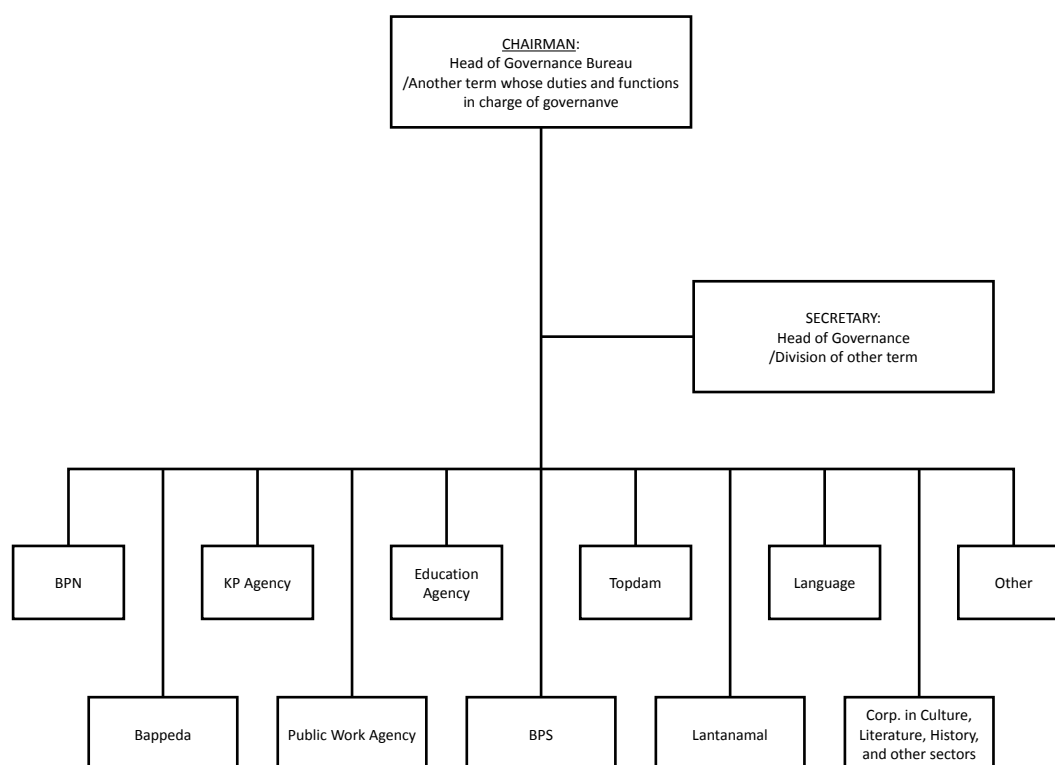 CHAIRMAN:
Head of Governance Bureau
/Another term whose duties and functions
in charge of governanve
SECRETARY:
Head of Governance
/Division of other term
BPN
KP Agency
Education
Agency
Topdam
Language
Other
Bappeda
Public Work Agency
BPS
Lantanamal
Corp. in Culture,
Literature, History,
and other sectors